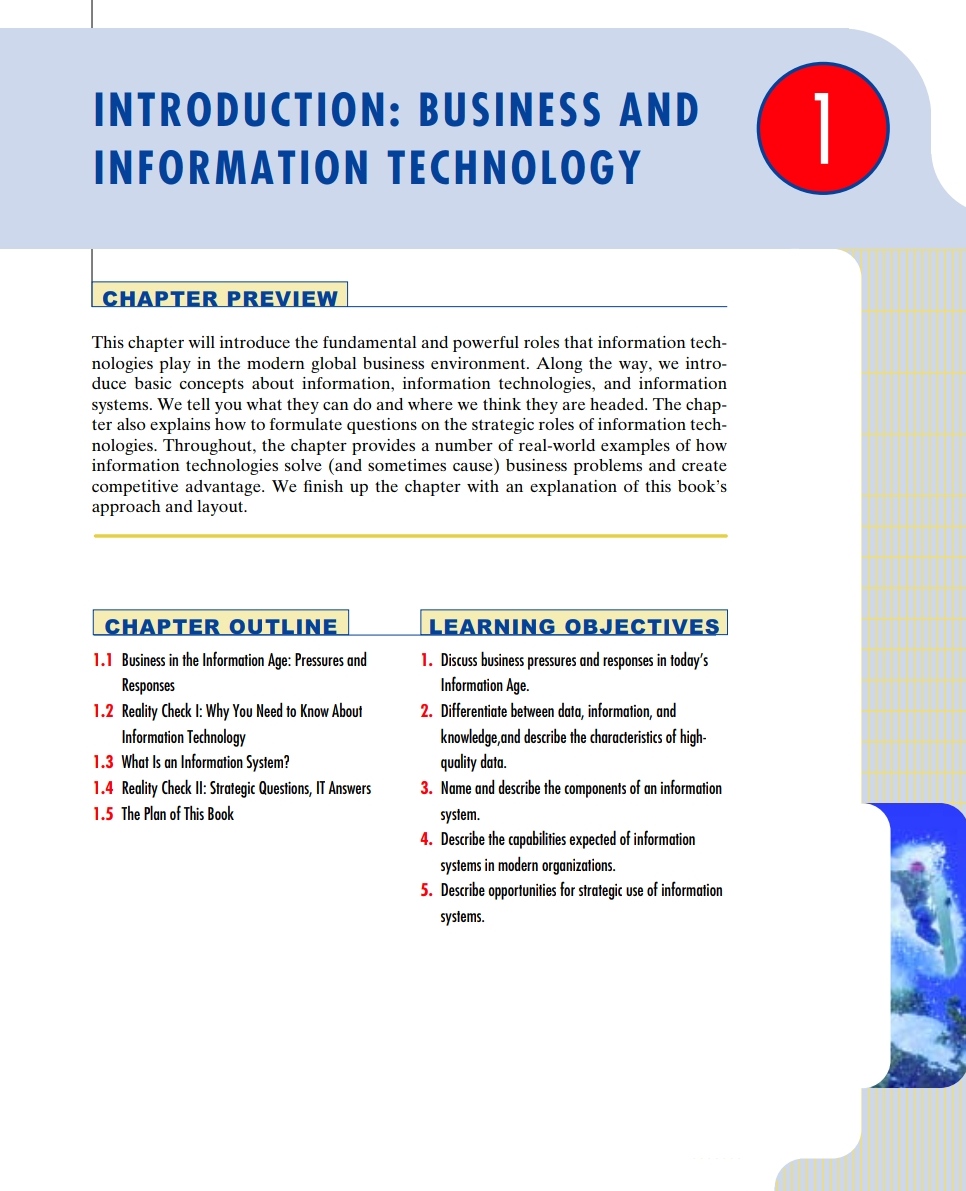 INTRODUCTION: BUSINESS AND
INFORMATION TECHNOLOGY
1
CHAPTER PREVIEW
This chapter will introduce the fundamental and powerful roles that information tech-
nologies play in the modern global business environment. Along the way, we intro-
duce basic concepts about information, information technologies, and information
systems. We tell you what they can do and where we think they are headed. The chap-
ter also explains how to formulate questions on the strategic roles of information tech-
nologies. Throughout, the chapter provides a number of real-world examples of how
information technologies solve (and sometimes cause) business problems and create
competitive advantage. We finish up the chapter with an explanation of this book's
approach and layout.
CHAPTER OUTLINE
1.1 Business in the Information Age: Pressures and
Responses
1.2 Reality Check I: Why You Need to Know About
Information Technology
1.3 What Is an Information System?
1.4 Reality Check II: Strategic Questions, IT Answers
1.5 The Plan of This Book
LEARNING OBJECTIVES
1. Discuss business pressures and responses in today's
Information Age.
2. Differentiate between data, information, and
knowledge,and describe the characteristics of high-
quality data.
3. Name and describe the components of an information
system.
4. Describe the capabilities expected of information
systems in modern organizations.
5. Describe opportunities for strategic use of information
systems.